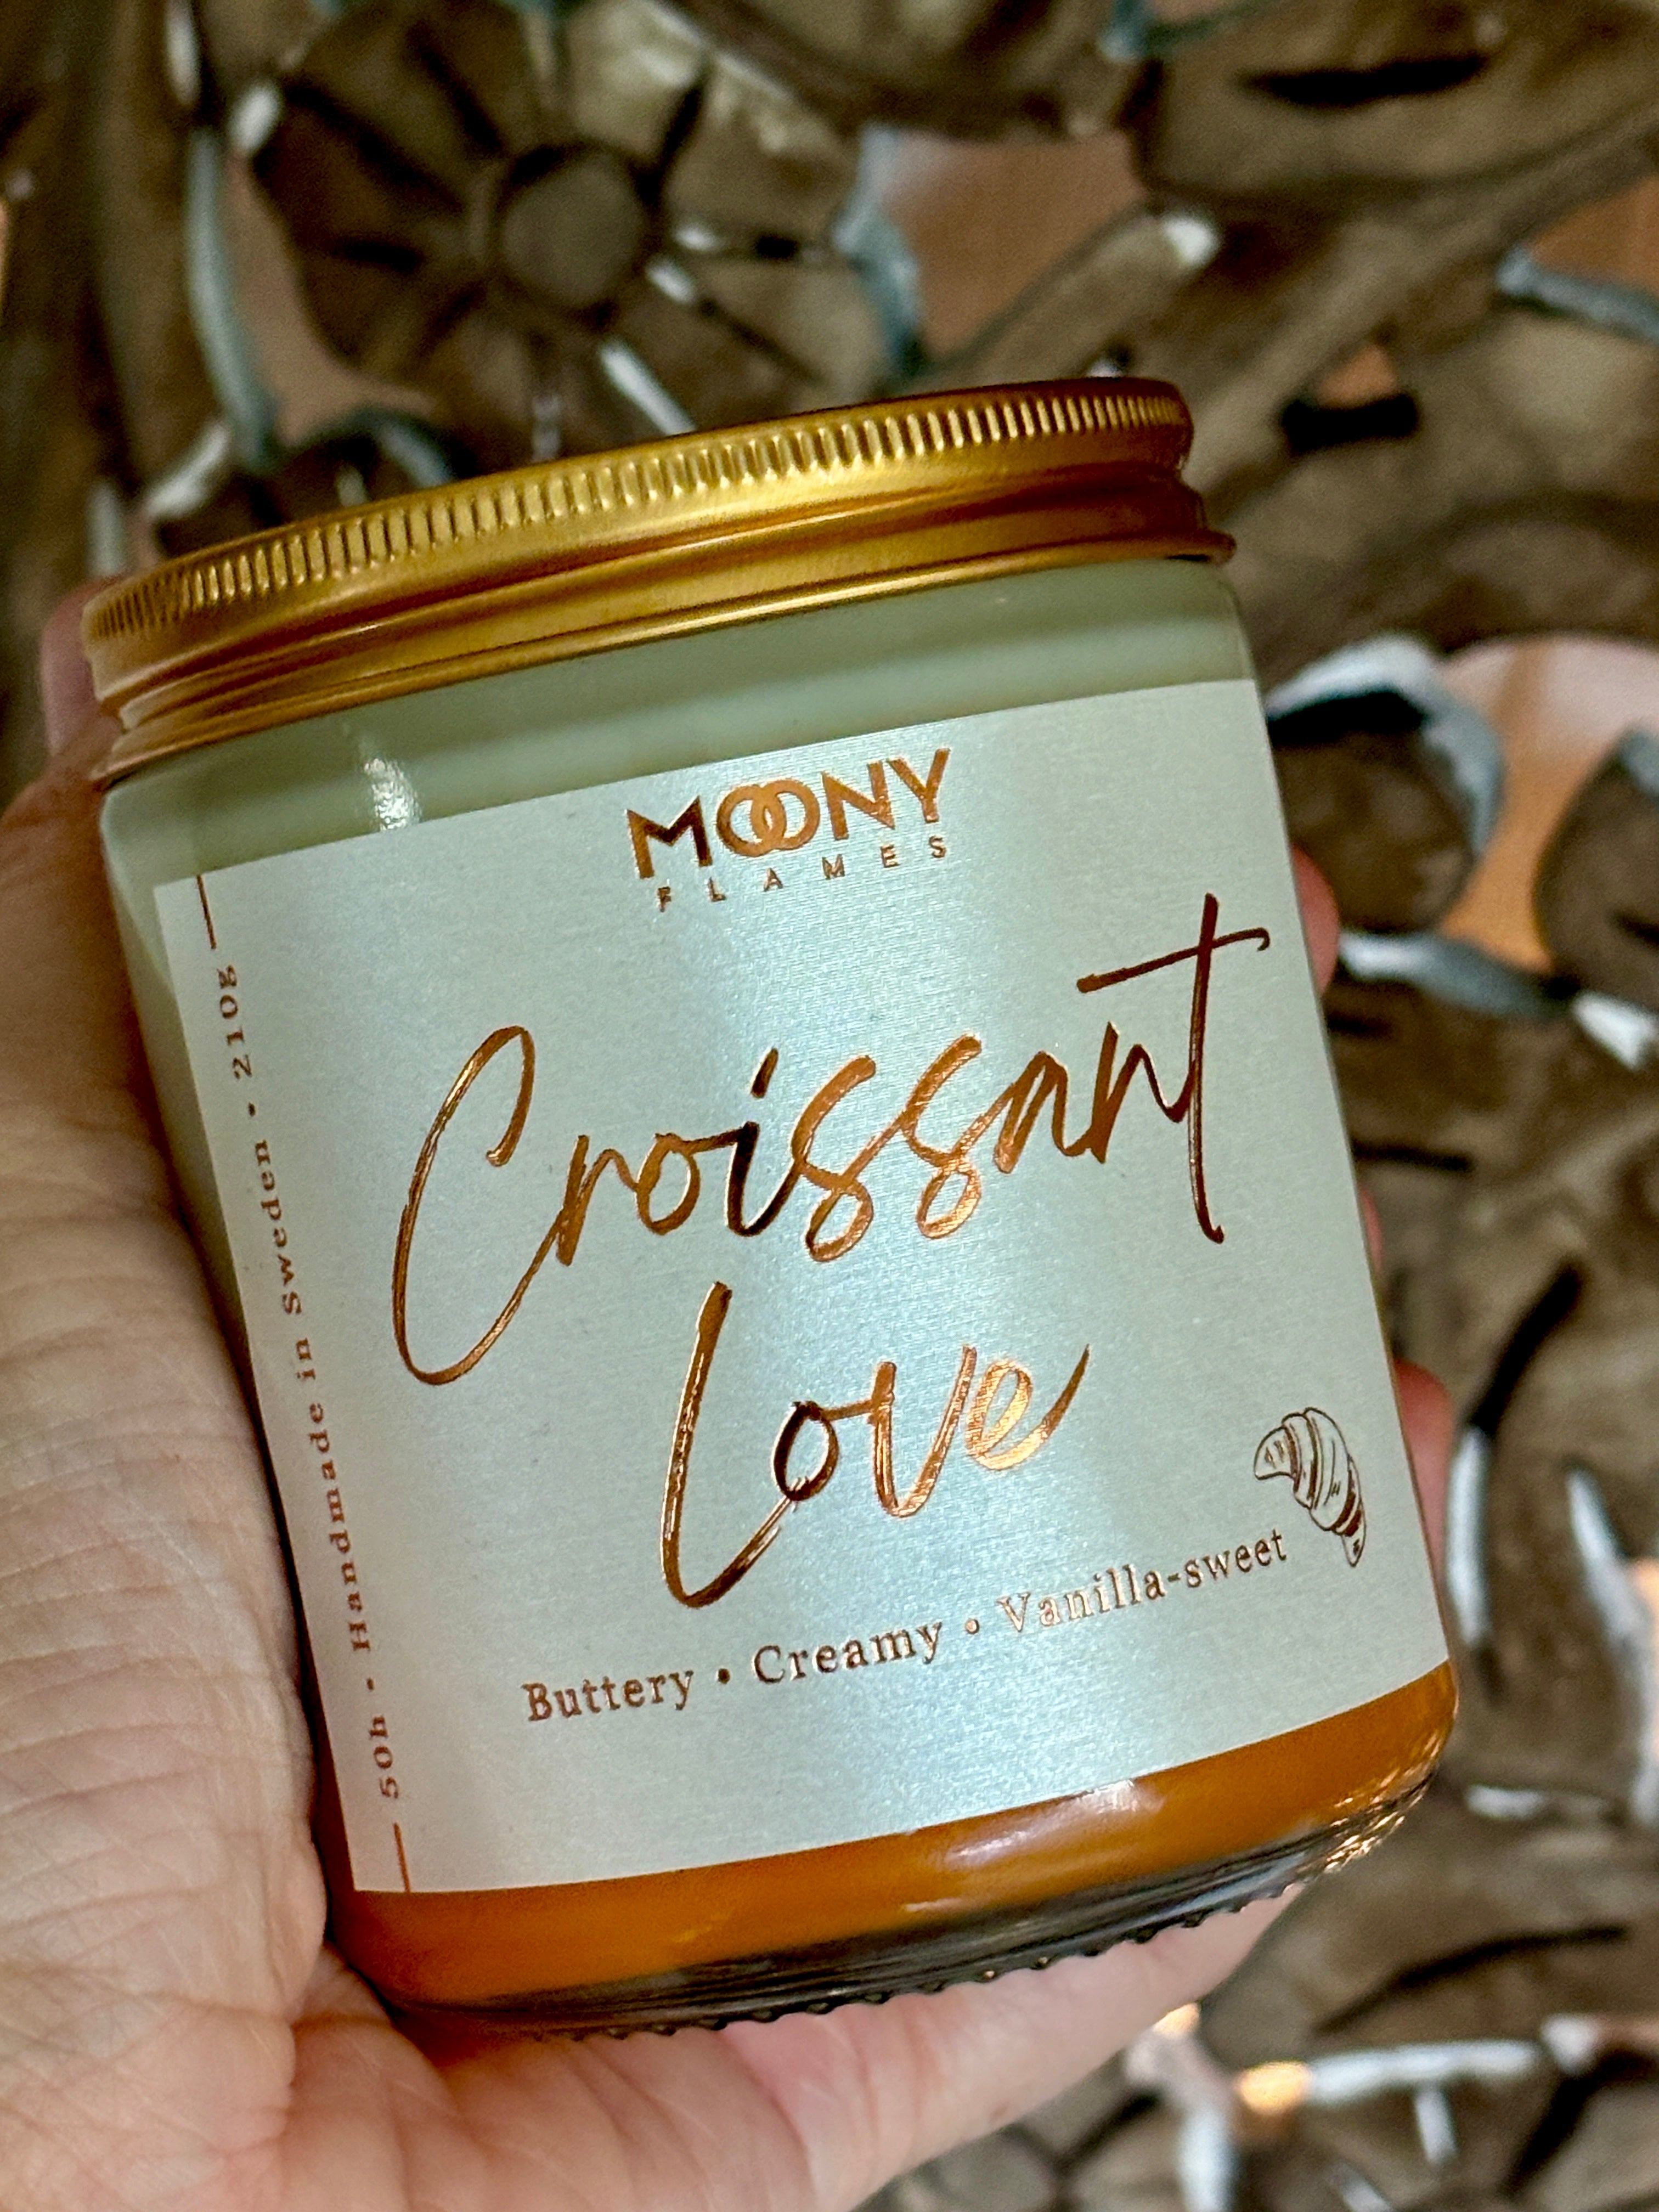 MOONY
FLAMES
Croissant
Love
Buttery • Creamy • Vanilla-sweet
50h • Handmade in Sweden • 210g